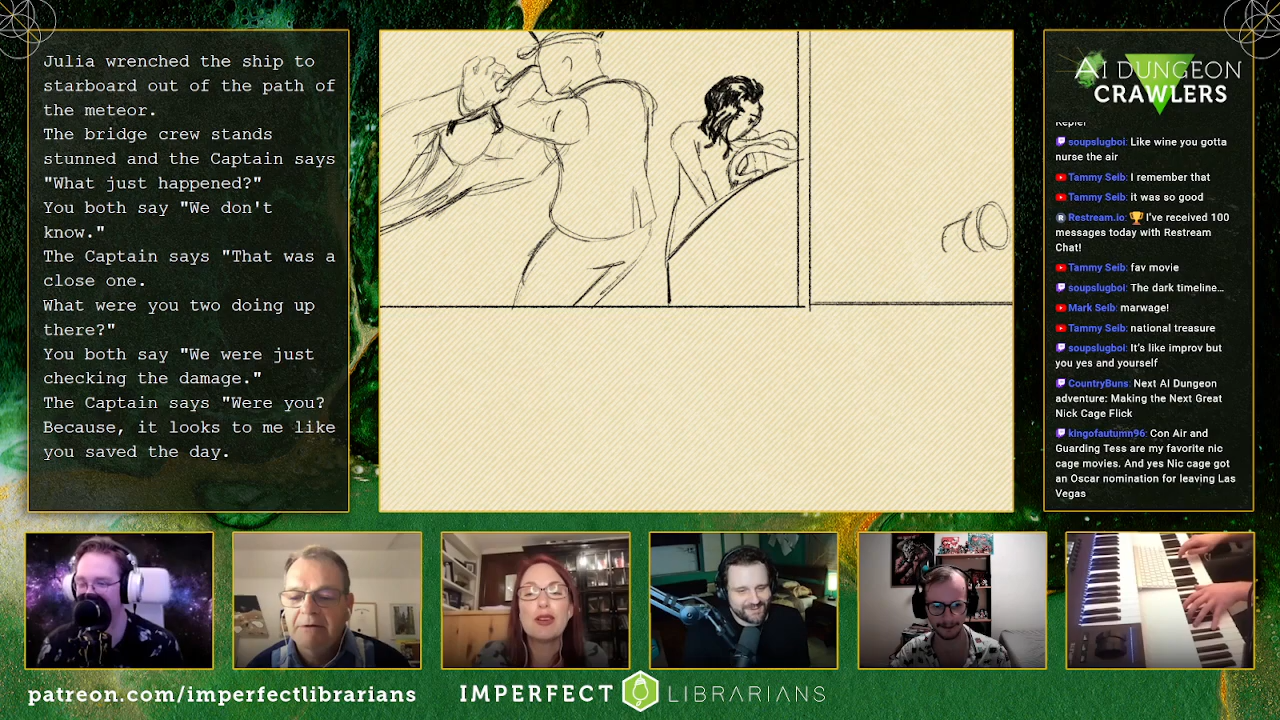 Julia wrenched the ship to
starboard out of the path of
the meteor.
The bridge crew stands
stunned and the Captain says
"What just happened?"
You both say "We don't
know."
The Captain says "That was a
close one.
What were you two doing up
there?"
You both say "We were just
checking the damage."
The Captain says "Were you?
Because, it looks to me like
you saved the day.
AI DUNGEON
CRAWLERS
soupslugboi: Like wine you gotta
nurse the air
Tammy Seib: I remember that
Tammy Seib: it was so good
Restream.io: 🏆 I've received 100
messages today with Restream
Chat!
Tammy Seib: fav movie
soupslugboi: The dark timeline…
Mark Seib: marwage!
Tammy Seib: national treasure
soupslugboi: It's like improv but
you yes and yourself
CountryBuns: Next AI Dungeon
adventure: Making the Next Great
Nick Cage Flick
kingofautumn96: Con Air and
Guarding Tess are my favorite nic
cage movies. And yes Nic cage got
an Oscar nomination for leaving Las
Vegas
patreon.com/imperfectlibrarians
IMPERFECT LIBRARIANS